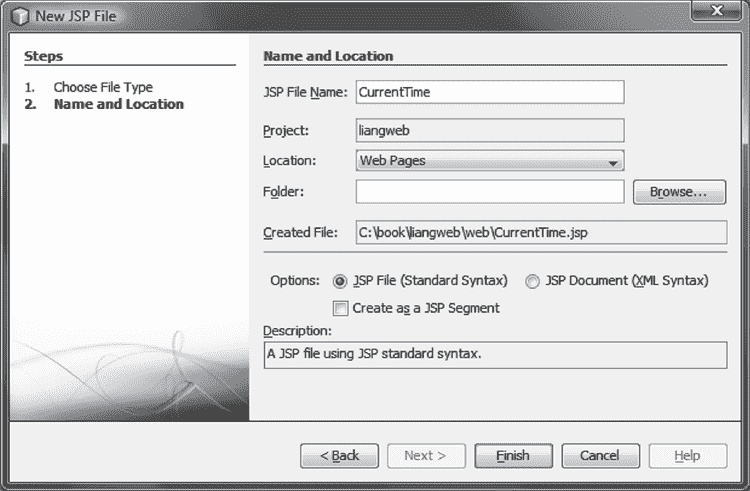 New JSP File
Steps
1. Choose File Type
2. Name and Location
Name and Location
JSP File Name: CurrentTime
Project: liangweb
Location: Web Pages
Folder: Browse...
Created File: C:\book\liangweb\web\CurrentTime.jsp
Options: JSP File (Standard Syntax) JSP Document (XML Syntax)
Create as a JSP Segment
Description:
A JSP file using JSP standard syntax.
< Back Next > Finish Cancel Help